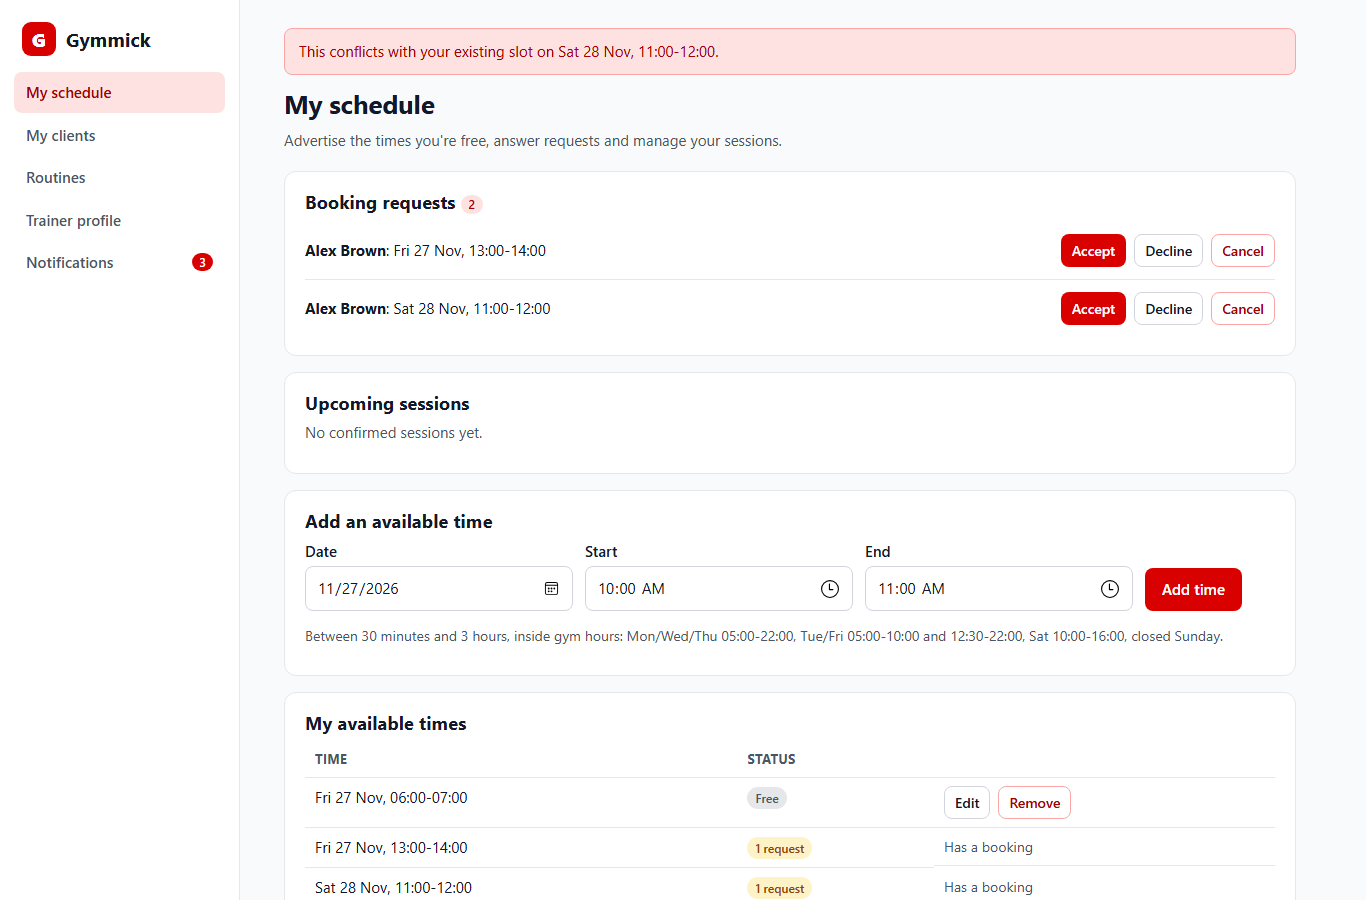 G Gymmick
My schedule
My clients
Routines
Trainer profile
Notifications 3
This conflicts with your existing slot on Sat 28 Nov, 11:00-12:00.
My schedule
Advertise the times you're free, answer requests and manage your sessions.
Booking requests 2
Alex Brown: Fri 27 Nov, 13:00-14:00 Accept Decline Cancel
Alex Brown: Sat 28 Nov, 11:00-12:00 Accept Decline Cancel
Upcoming sessions
No confirmed sessions yet.
Add an available time
Date Start End
11/27/2026 10:00 AM 11:00 AM Add time
Between 30 minutes and 3 hours, inside gym hours: Mon/Wed/Thu 05:00-22:00, Tue/Fri 05:00-10:00 and 12:30-22:00, Sat 10:00-16:00, closed Sunday.
My available times
TIME STATUS
Fri 27 Nov, 06:00-07:00 Free Edit Remove
Fri 27 Nov, 13:00-14:00 1 request Has a booking
Sat 28 Nov, 11:00-12:00 1 request Has a booking